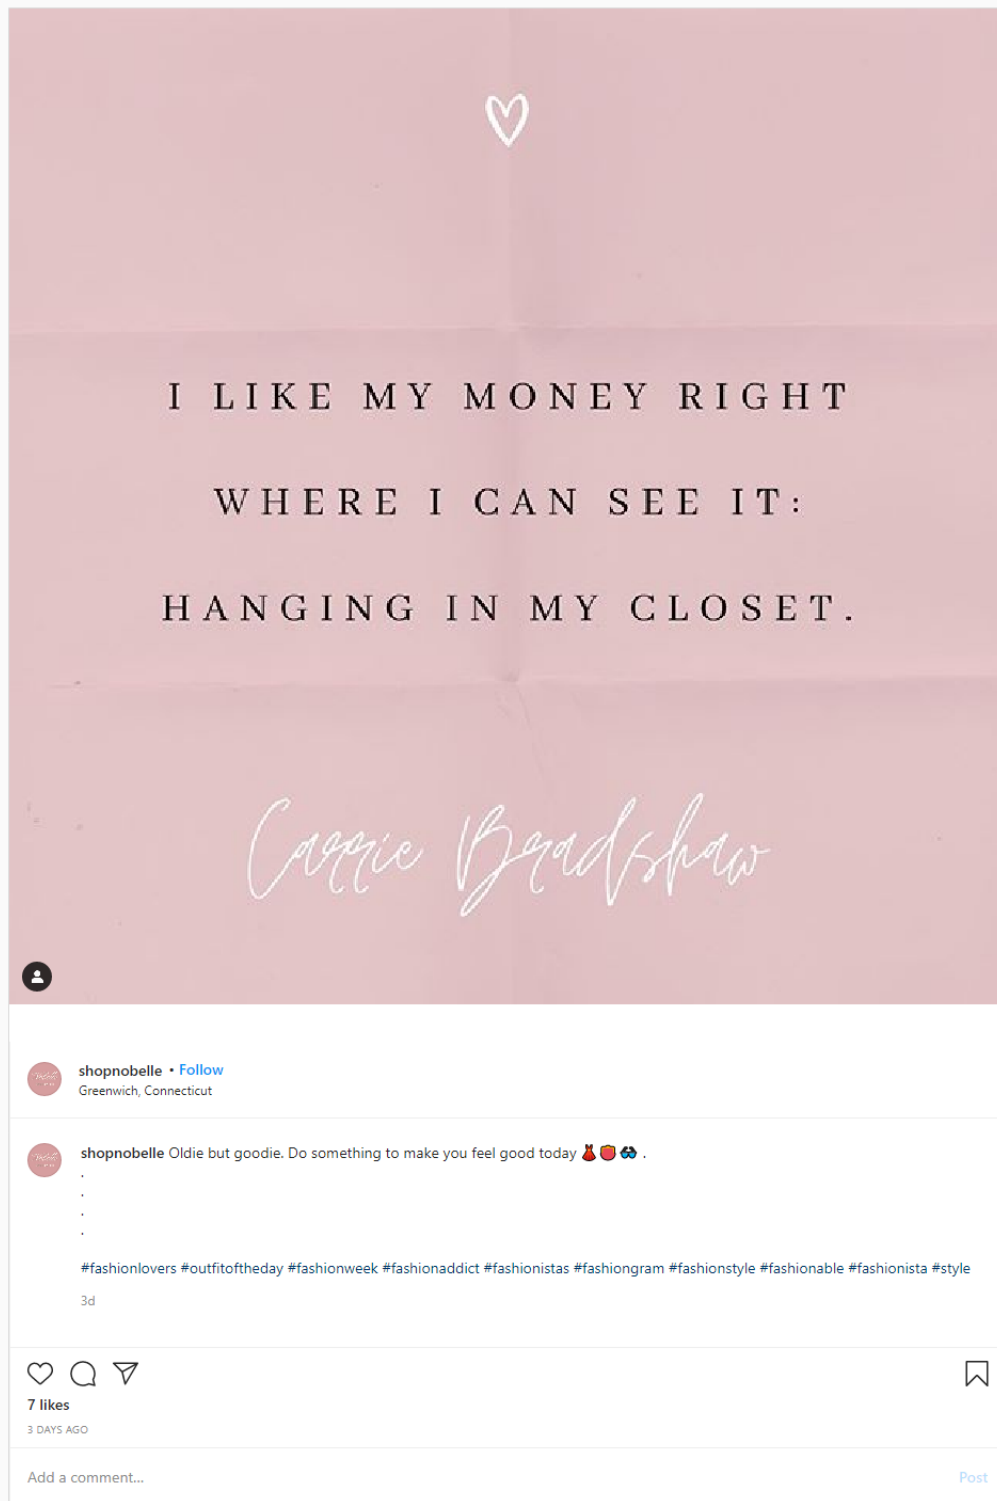 I LIKE MY MONEY RIGHT
WHERE I CAN SEE IT:
HANGING IN MY CLOSET.
Carrie Bradshaw
shopnobelle • Follow
Greenwich, Connecticut
shopnobelle Oldie but goodie. Do something to make you feel good today 👗👛🕶 .
.
.
.
.
#fashionlovers #outfitoftheday #fashionweek #fashionaddict #fashionistas #fashiongram #fashionstyle #fashionable #fashionista #style
3d
7 likes
3 DAYS AGO
Add a comment...
Post